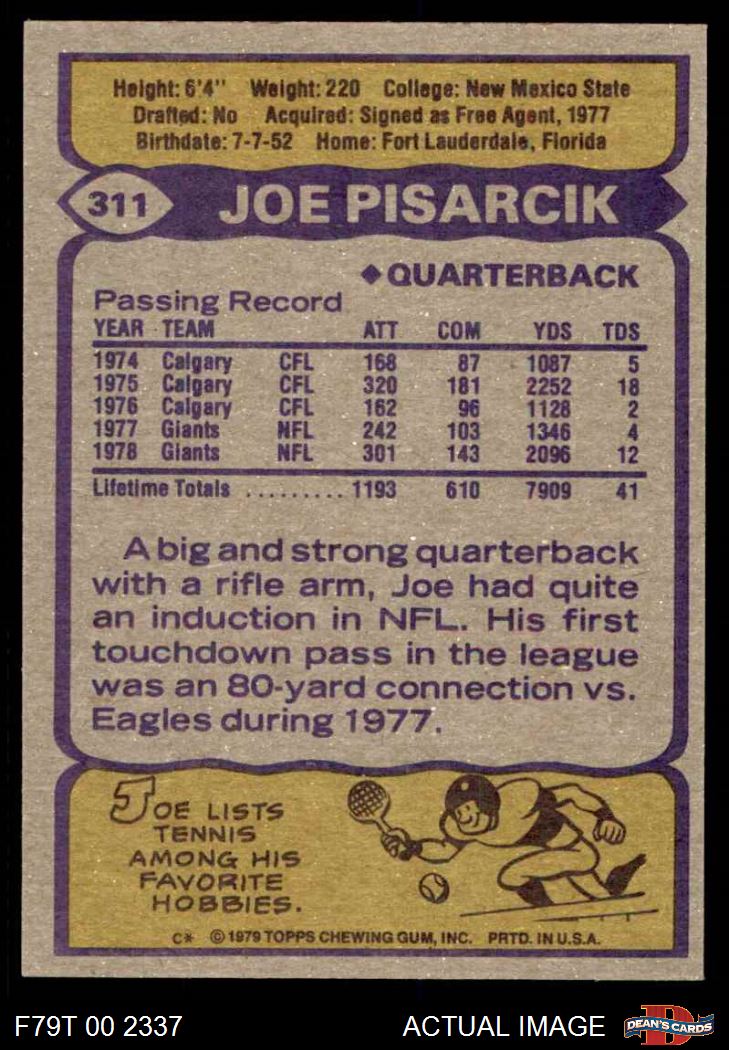 Height: 6'4" Weight: 220 College: New Mexico State
Drafted: No Acquired: Signed as Free Agent, 1977
Birthdate: 7-7-52 Home: Fort Lauderdale, Florida
311 JOE PISARCIK
◆QUARTERBACK
Passing Record
YEAR TEAM ATT COM YDS TDS
1974 Calgary CFL 168 87 1087 5
1975 Calgary CFL 320 181 2252 18
1976 Calgary CFL 162 96 1128 2
1977 Giants NFL 242 103 1346 4
1978 Giants NFL 301 143 2096 12
Lifetime Totals .......... 1193 610 7909 41
A big and strong quarterback
with a rifle arm, Joe had quite
an induction in NFL. His first
touchdown pass in the league
was an 80-yard connection vs.
Eagles during 1977.
JOE LISTS
TENNIS
AMONG HIS
FAVORITE
HOBBIES.
C* ©1979 TOPPS CHEWING GUM, INC. PRTD. IN U.S.A.
F79T 00 2337 ACTUAL IMAGE D DEAN'S CARDS